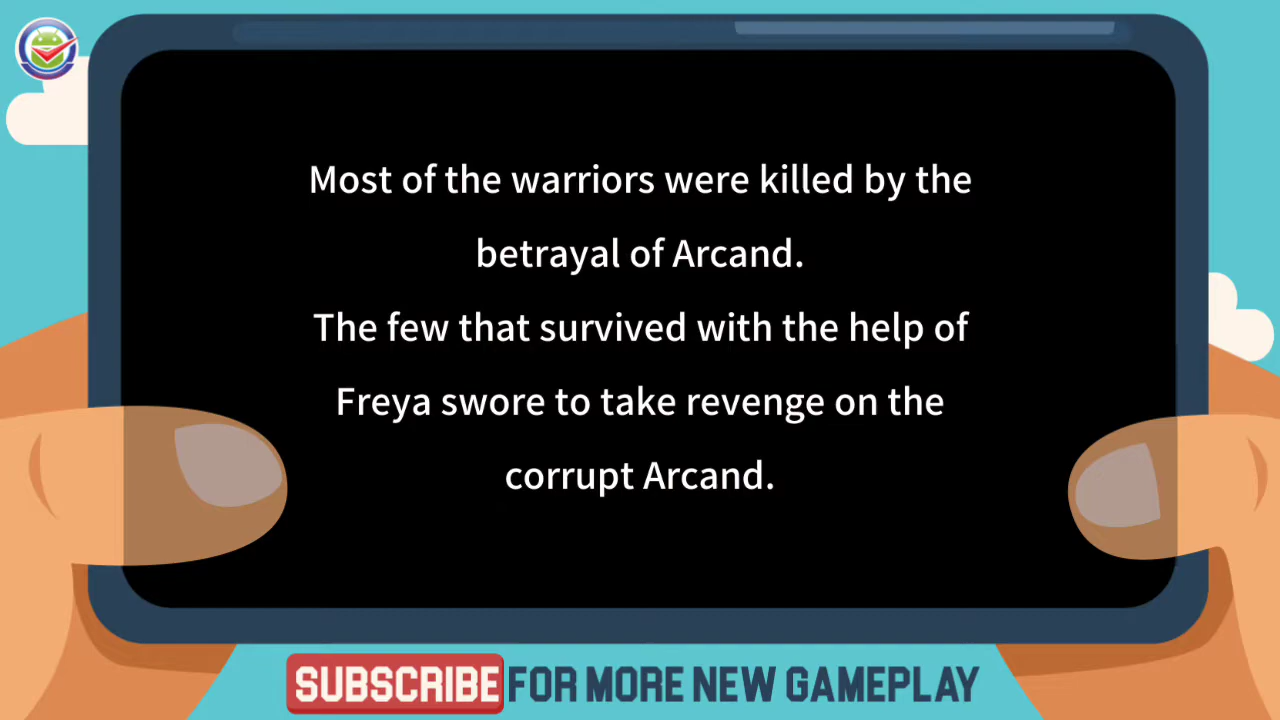 Most of the warriors were killed by the
betrayal of Arcand.
The few that survived with the help of
Freya swore to take revenge on the
corrupt Arcand.
SUBSCRIBE FOR MORE NEW GAMEPLAY